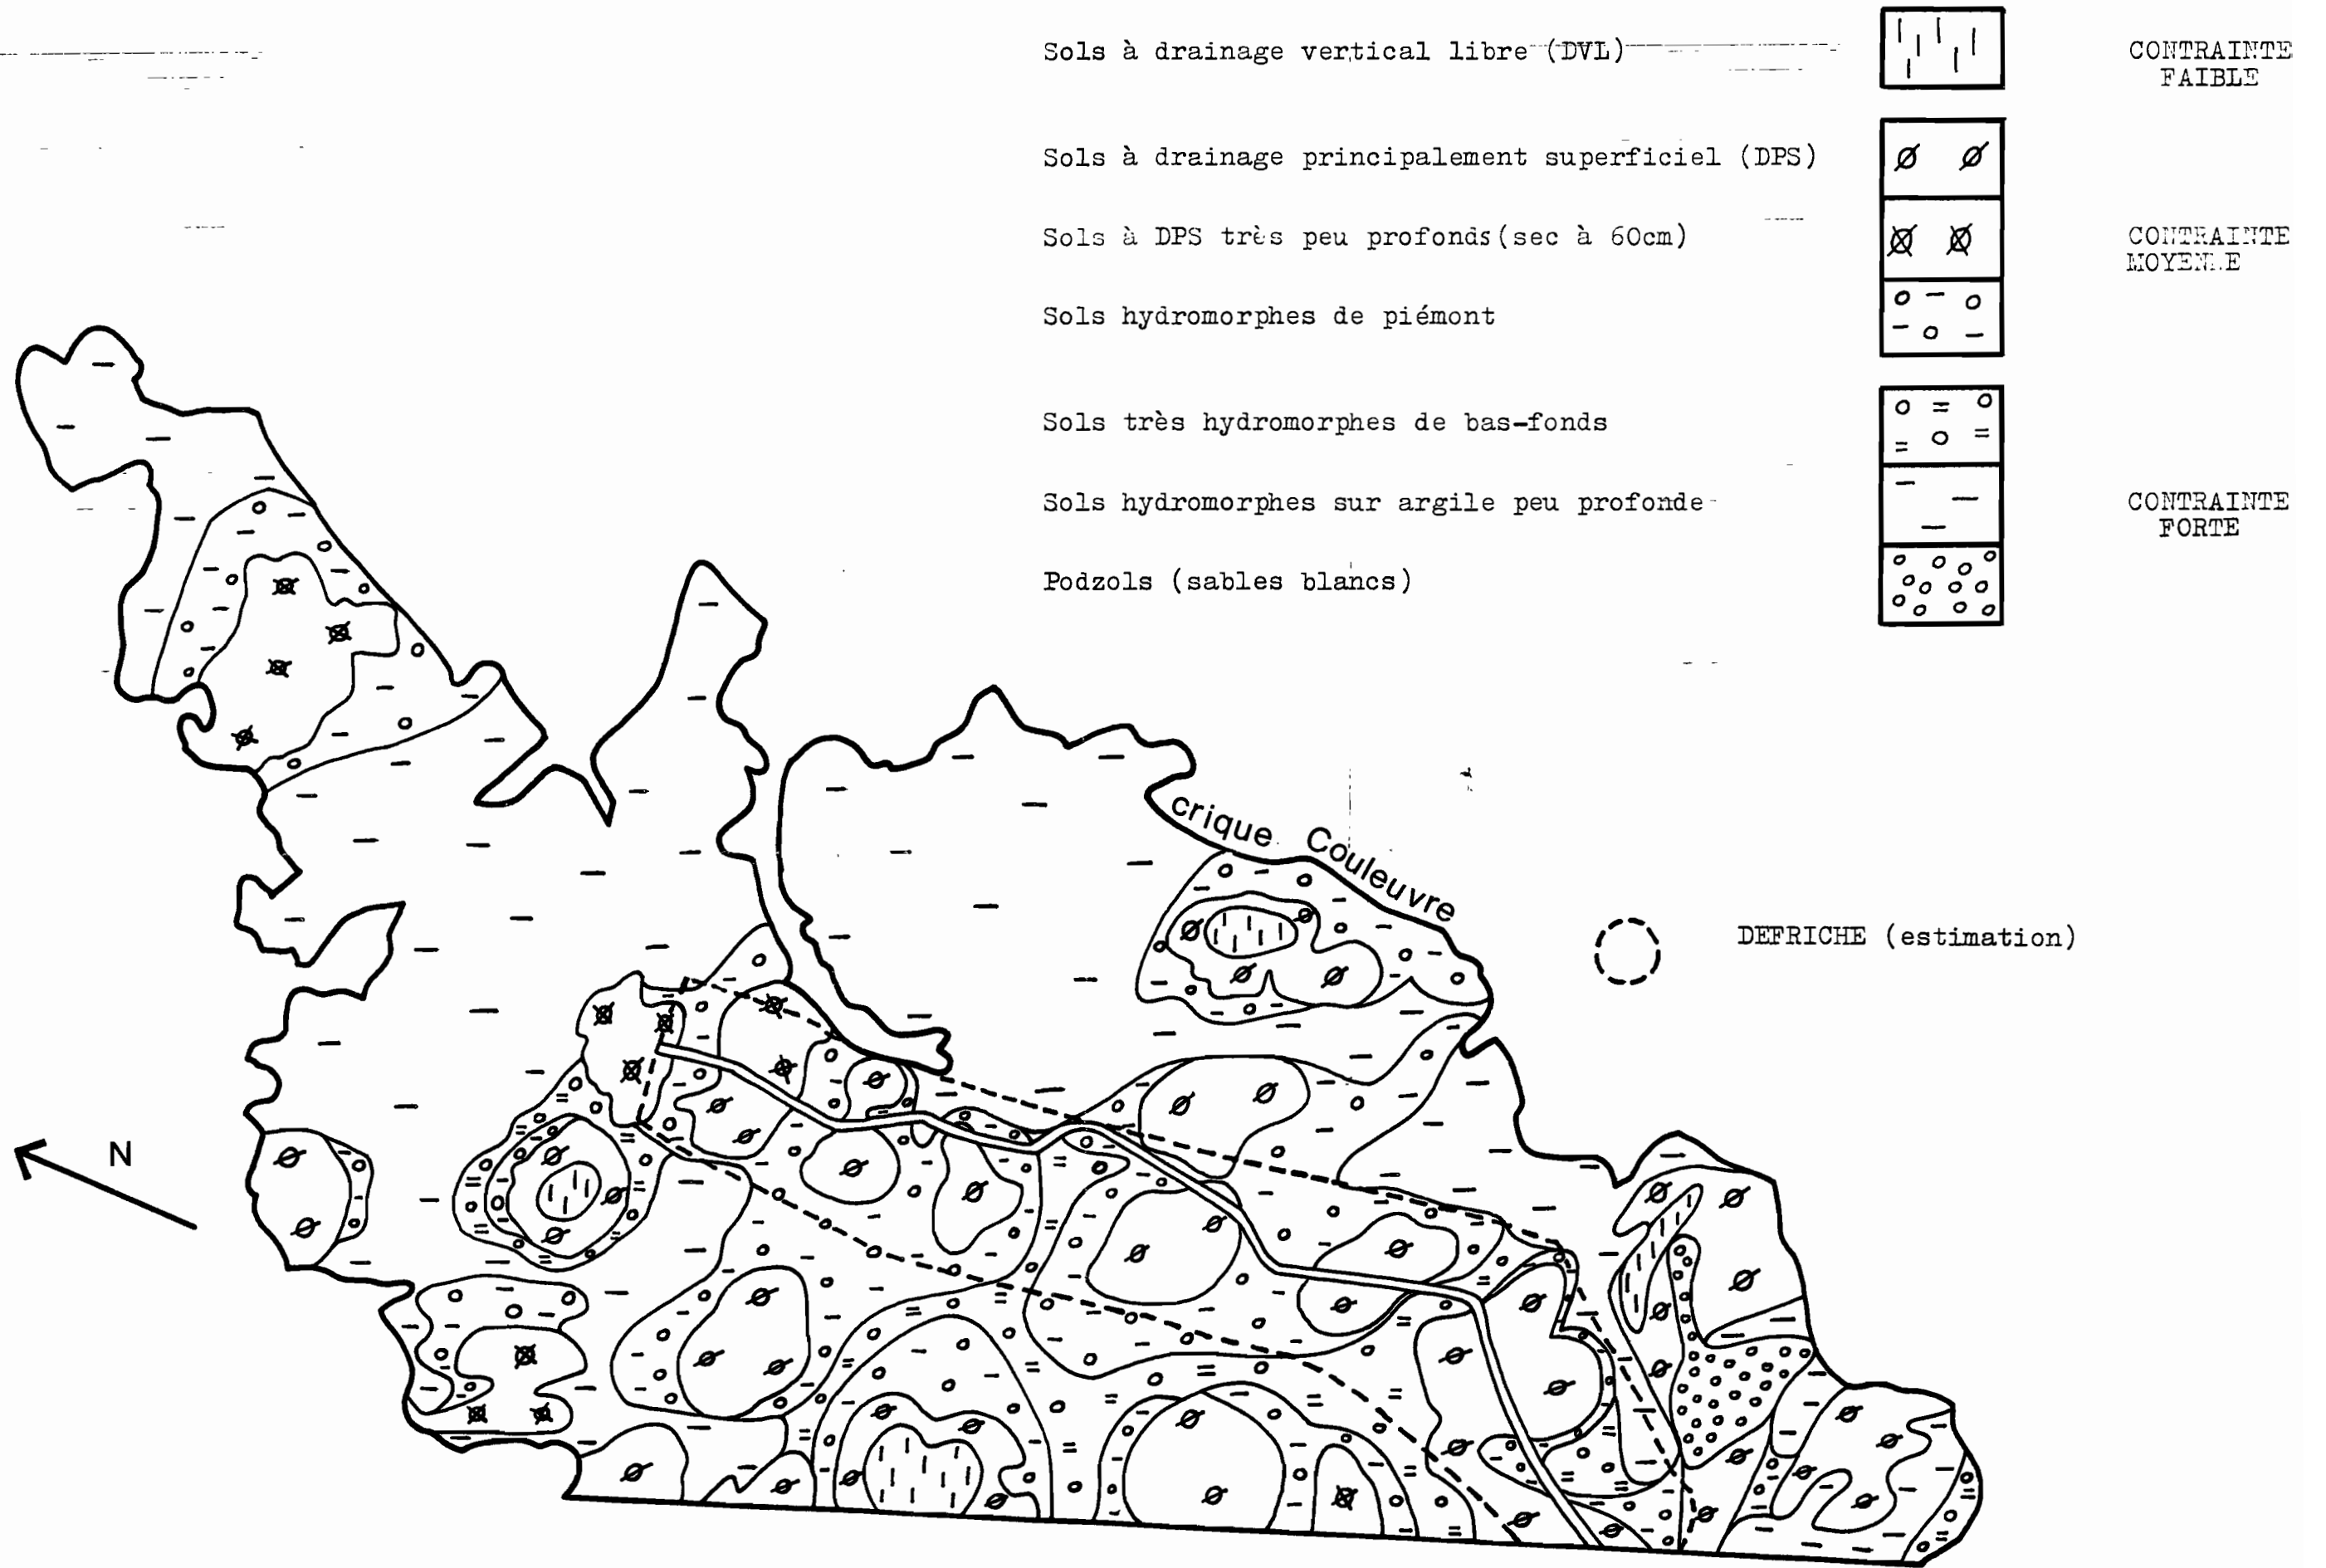 Sols à drainage vertical libre (DVL)
CONTRAINTE
FAIBLE
Sols à drainage principalement superficiel (DPS)
Sols à DPS très peu profonds(sec à 60cm)
CONTRAINTE
MOYENNE
Sols hydromorphes de piémont
Sols très hydromorphes de bas-fonds
Sols hydromorphes sur argile peu profonde
CONTRAINTE
FORTE
Podzols (sables blancs)
crique Couleuvre
DEFRICHE (estimation)
N